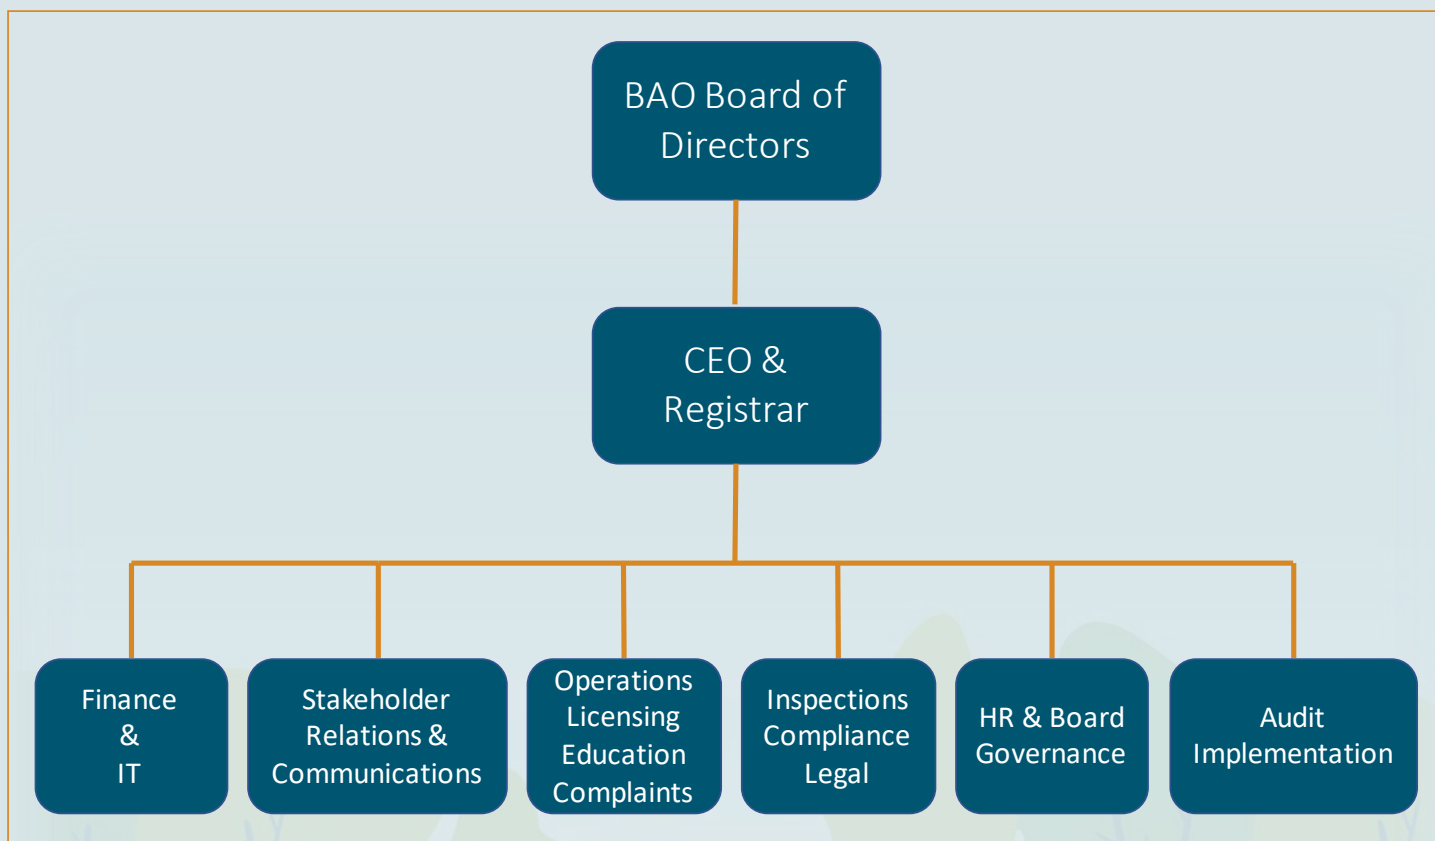 BAO Board of
Directors
CEO &
Registrar
Finance
&
IT
Stakeholder
Relations &
Communications
Operations
Licensing
Education
Complaints
Inspections
Compliance
Legal
HR & Board
Governance
Audit
Implementation